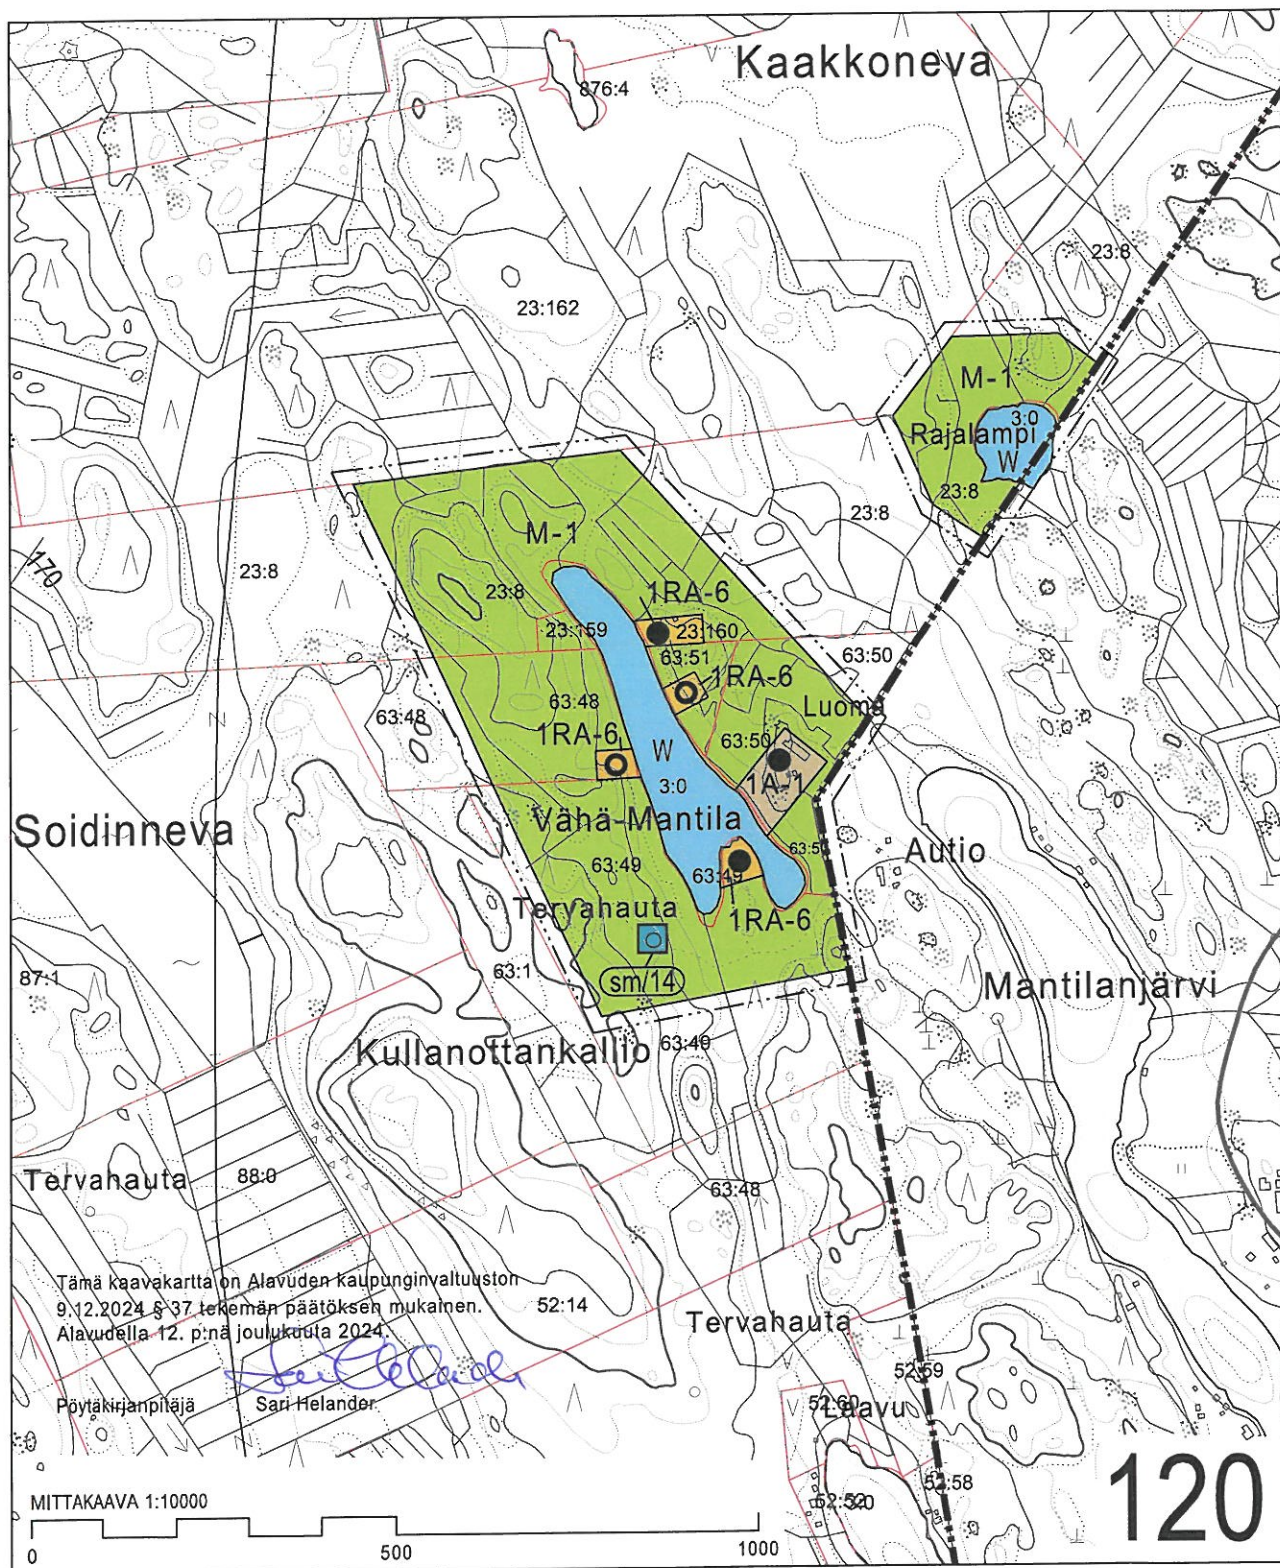 Kaakkoneva
876:4
23:8
23:162
M-1
3:0
Rajalampi
W
23:8
23:8
M-1
170
23:8
23:8
1RA-6
23:159
23:160
63:50
63:51
1RA-6
63:48
63:48
Luoma
1RA-6
W
63:50
3:0
1A-1
Soidinneva
Vähä-Mantila
63:49
63:49
Autio
Tervahauta
1RA-6
87:1
63:1
sm/14
Mantilanjärvi
Kullanottankallio
63:49
Tervahauta
88:0
63:48
Tämä kaavakartta on Alavuden kaupunginvaltuuston
9.12.2024 § 37 tekemän päätöksen mukainen.
52:14
Alavudella 12. p:nä joulukuuta 2024.
Tervahauta
52:59
Pöytäkirjanpitäjä Sari Helander
Laavu
52:58
120
MITTAKAAVA 1:10000
0 500 1000